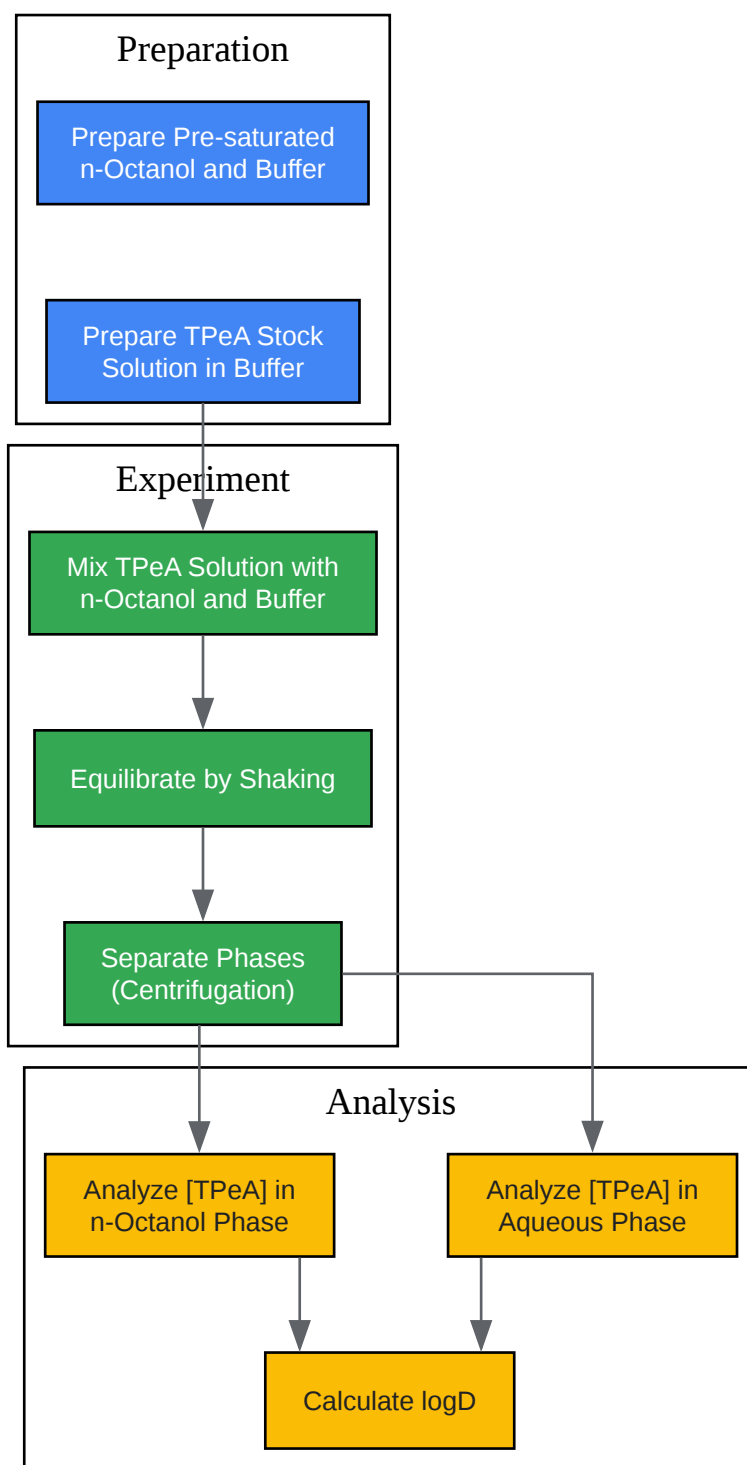 Preparation
Prepare Pre-saturated
n-Octanol and Buffer
Prepare TPeA Stock
Solution in Buffer
Experiment
Mix TPeA Solution with
n-Octanol and Buffer
Equilibrate by Shaking
Separate Phases
(Centrifugation)
Analysis
Analyze [TPeA] in
n-Octanol Phase
Analyze [TPeA] in
Aqueous Phase
Calculate logD